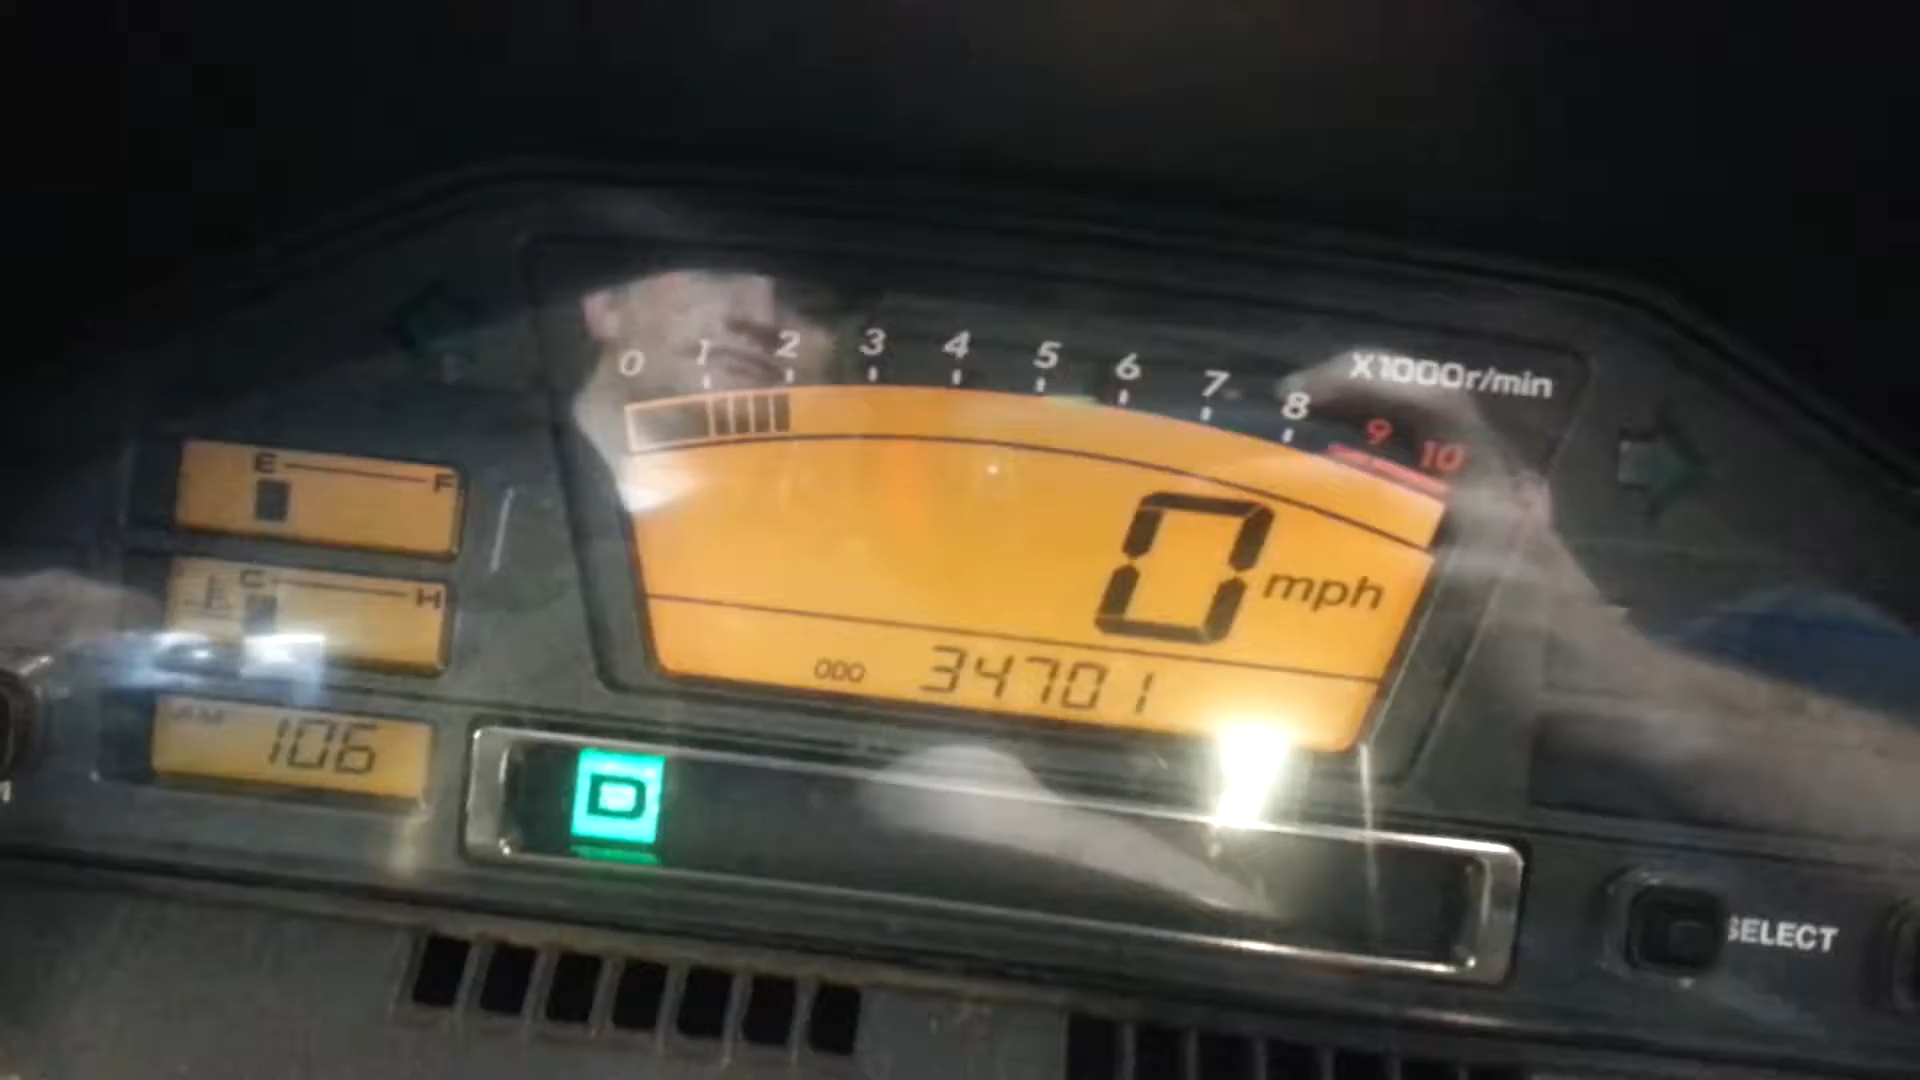 0 1 2 3 4 5 6 7 8 9 10
X1000r/min
E F
C H
0 mph
ODO 34701
AM 106
D
SELECT